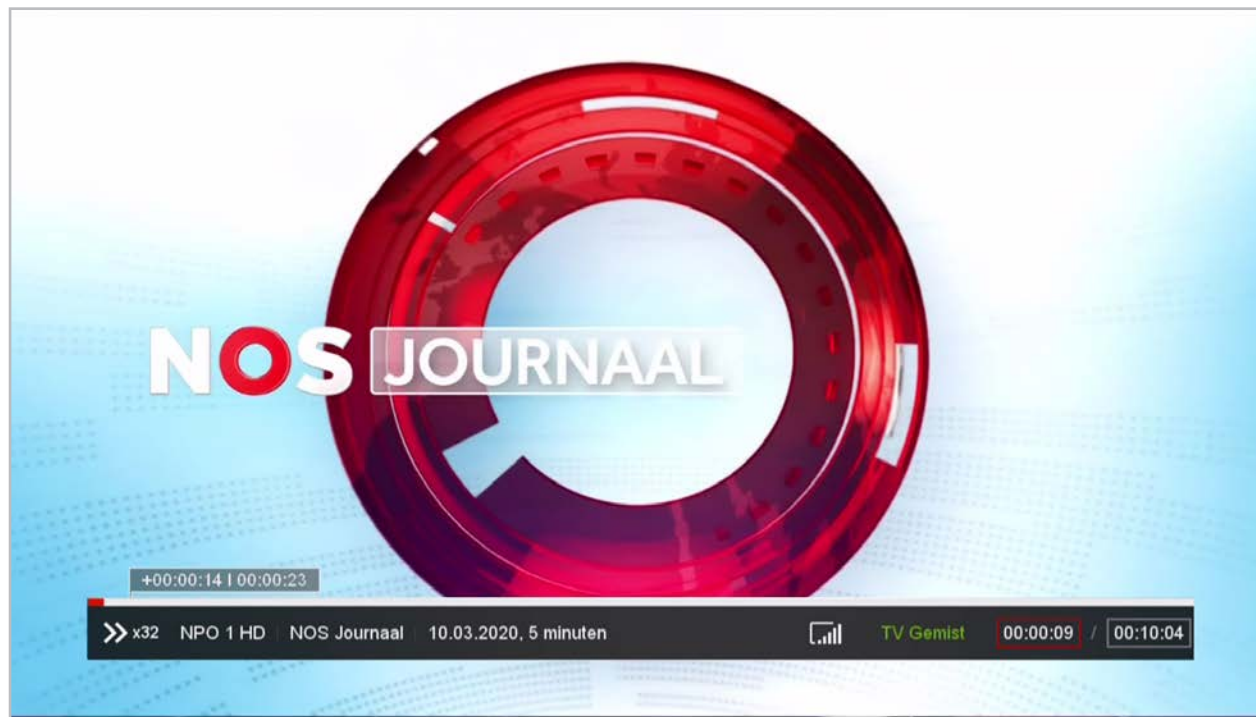 NOS JOURNAAL
+00:00:14 I 00:00:23
x32 NPO 1 HD NOS Journaal 10.03.2020, 5 minuten TV Gemist 00:00:09 / 00:10:04